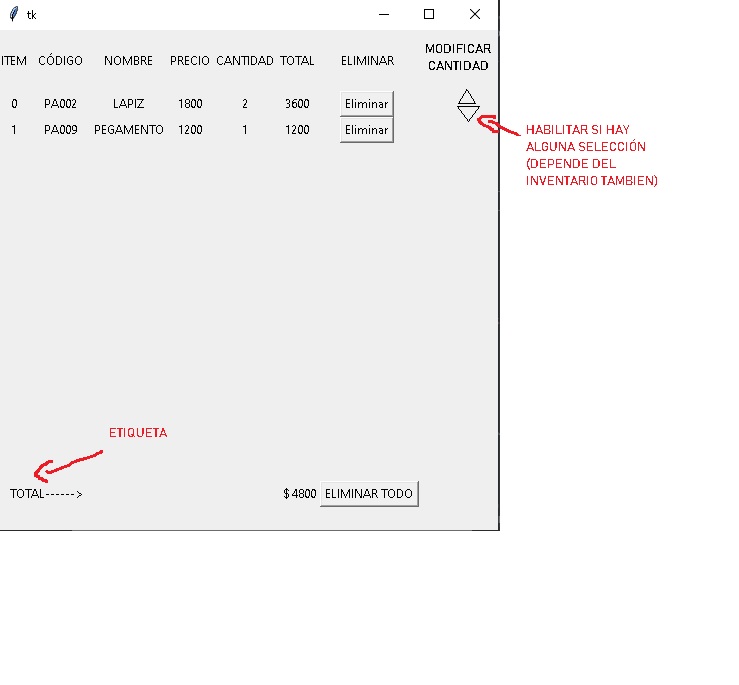 tk
MODIFICAR
CANTIDAD
ITEM CÓDIGO NOMBRE PRECIO CANTIDAD TOTAL ELIMINAR
0 PA002 LAPIZ 1800 2 3600 Eliminar
1 PA009 PEGAMENTO 1200 1 1200 Eliminar
HABILITAR SI HAY
ALGUNA SELECCIÓN
(DEPENDE DEL
INVENTARIO TAMBIEN)
ETIQUETA
TOTAL------> $ 4800 ELIMINAR TODO